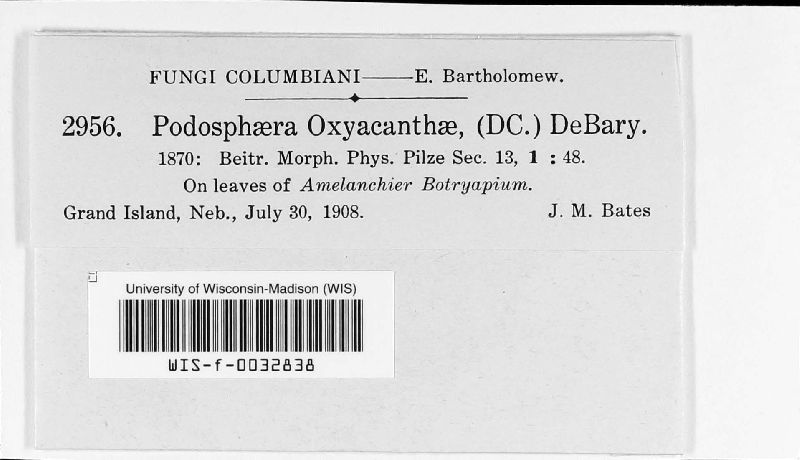 FUNGI COLUMBIANI——E. Bartholomew.
2956. Podosphæra Oxyacanthæ, (DC.) DeBary.
1870: Beitr. Morph. Phys. Pilze Sec. 13, 1 : 48.
On leaves of Amelanchier Botryapium.
Grand Island, Neb., July 30, 1908. J. M. Bates
University of Wisconsin-Madison (WIS)
WIS-f-0032838